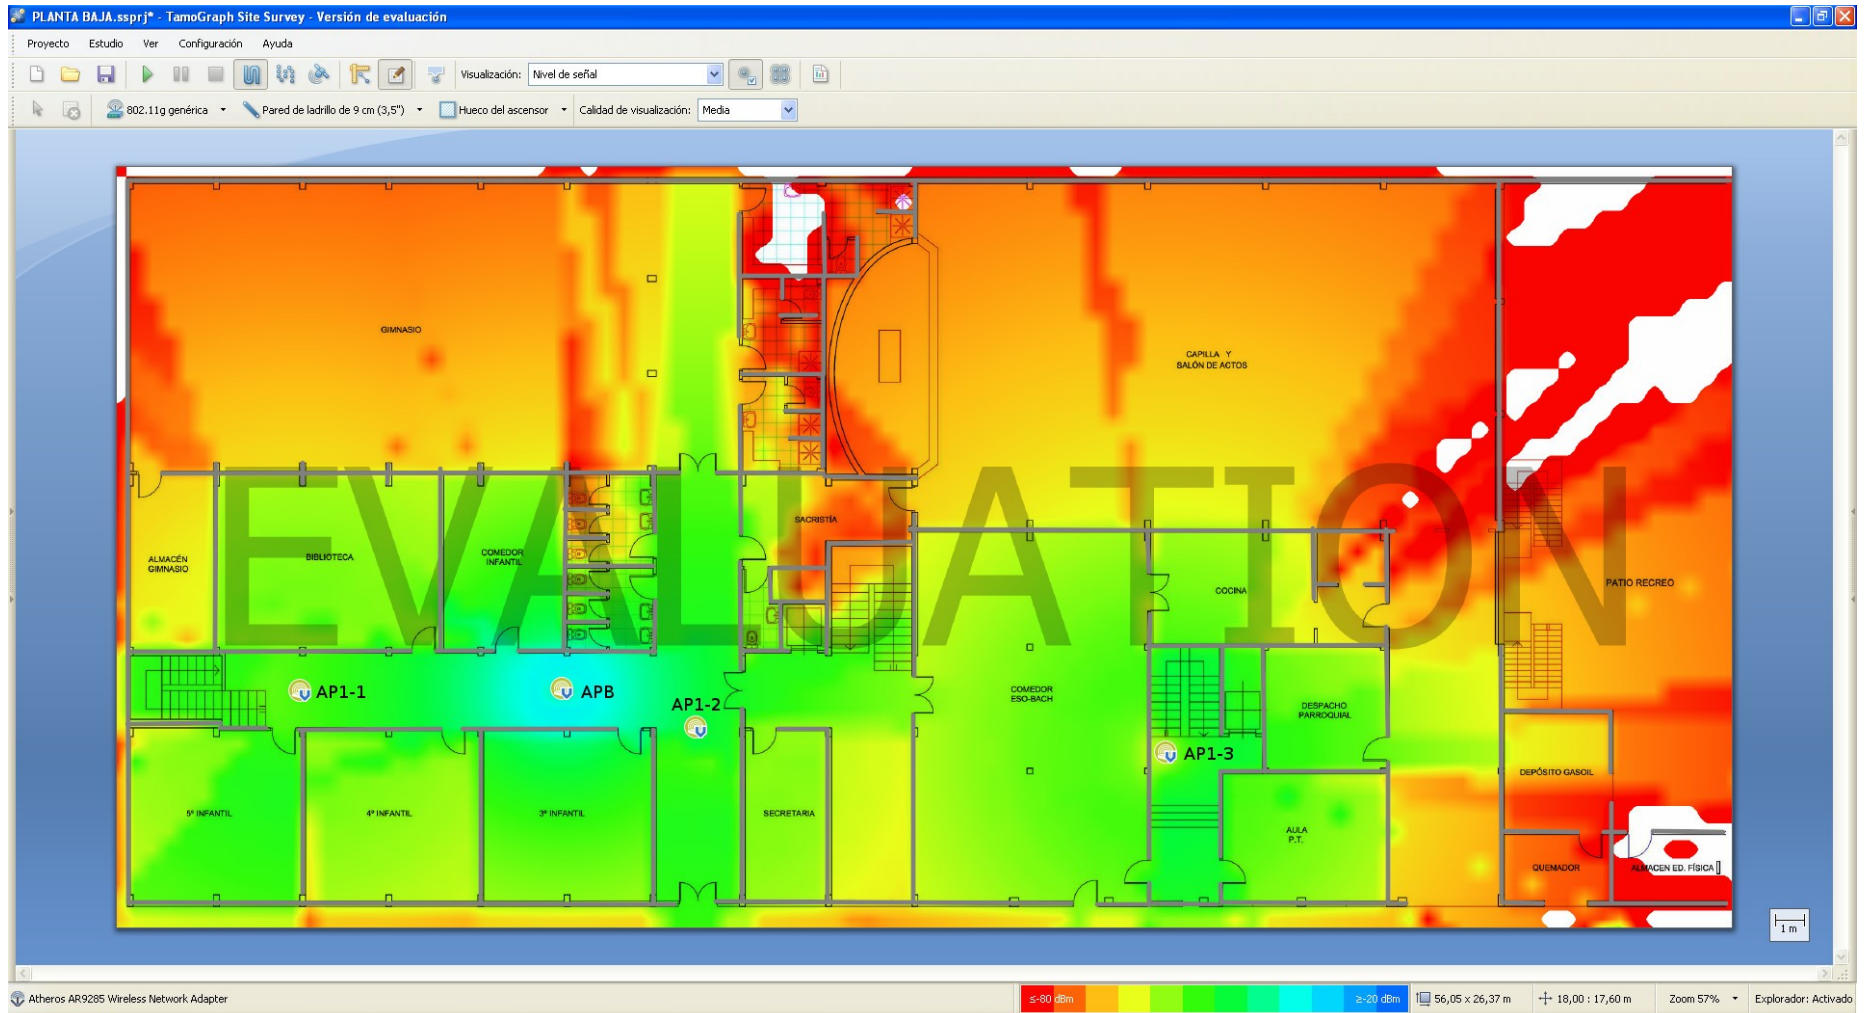 PLANTA BAJA.ssprj* - TamoGraph Site Survey - Versión de evaluación
Proyecto Estudio Ver Configuración Ayuda
Visualización: Nivel de señal
802.11g genérica Pared de ladrillo de 9 cm (3,5") Hueco del ascensor Calidad de visualización: Media
GIMNASIO
CAPILLA Y
SALÓN DE ACTOS
EVALUATION
SACRISTÍA
ALMACÉN
GIMNASIO
BIBLIOTECA
COMEDOR
INFANTIL
COCINA
PATIO RECREO
AP1-1
APB
AP1-2
COMEDOR
ESO-BACH
DESPACHO
PARROQUIAL
AP1-3
DEPÓSITO GASOIL
5º INFANTIL
4º INFANTIL
3º INFANTIL
SECRETARIA
AULA
P.T.
QUEMADOR
ALMACEN ED. FÍSICA
1 m
Atheros AR9285 Wireless Network Adapter
≤-80 dBm
≥-20 dBm
56,05 x 26,37 m
18,00 : 17,60 m
Zoom 57%
Explorador: Activado